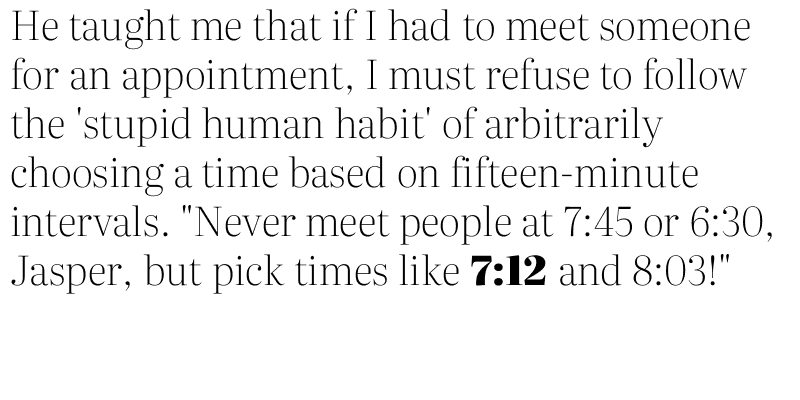 He taught me that if I had to meet someone
for an appointment, I must refuse to follow
the 'stupid human habit' of arbitrarily
choosing a time based on fifteen-minute
intervals. "Never meet people at 7:45 or 6:30,
Jasper, but pick times like 7:12 and 8:03!"